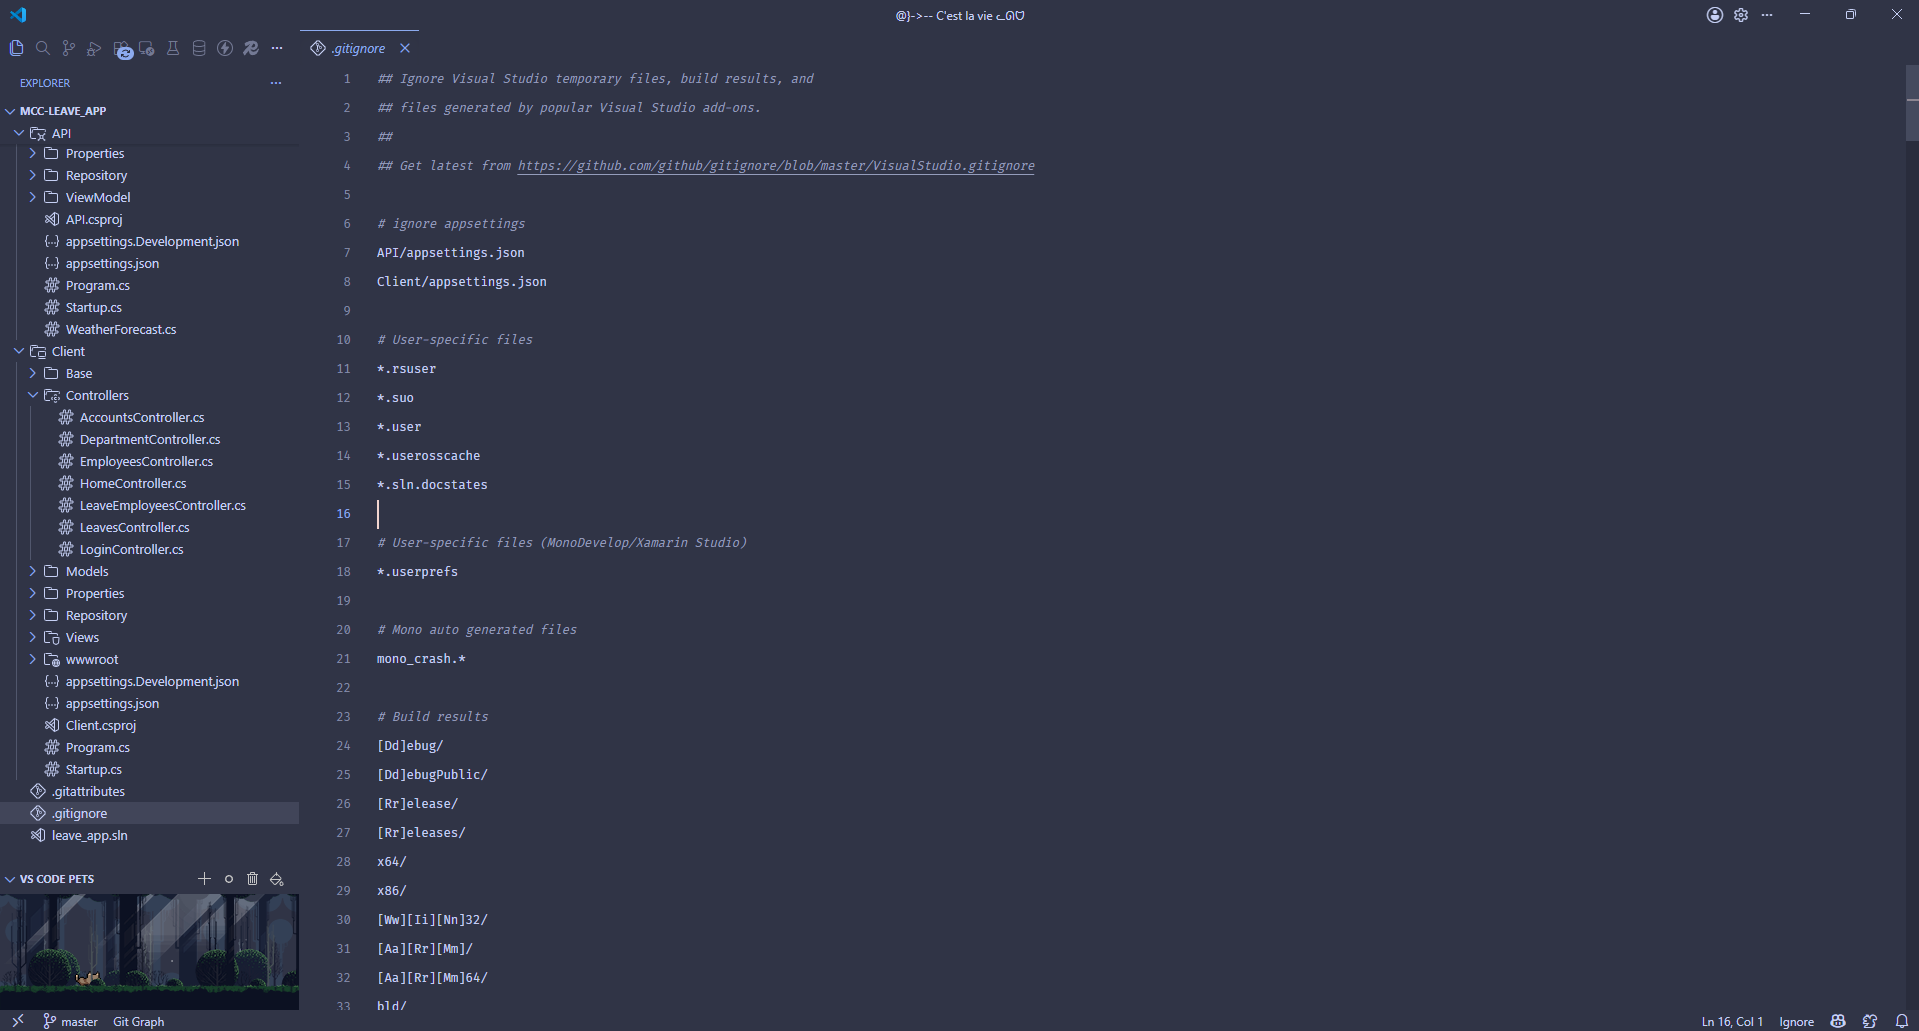 @}->-- C'est la vie ᓚᘏᗢ
EXPLORER
MCC-LEAVE_APP
API
Properties
Repository
ViewModel
API.csproj
appsettings.Development.json
appsettings.json
Program.cs
Startup.cs
WeatherForecast.cs
Client
Base
Controllers
AccountsController.cs
DepartmentController.cs
EmployeesController.cs
HomeController.cs
LeaveEmployeesController.cs
LeavesController.cs
LoginController.cs
Models
Properties
Repository
Views
wwwroot
appsettings.Development.json
appsettings.json
Client.csproj
Program.cs
Startup.cs
.gitattributes
.gitignore
leave_app.sln
VS CODE PETS
.gitignore
1 ## Ignore Visual Studio temporary files, build results, and
2 ## files generated by popular Visual Studio add-ons.
3 ##
4 ## Get latest from https://github.com/github/gitignore/blob/master/VisualStudio.gitignore
5
6 # ignore appsettings
7 API/appsettings.json
8 Client/appsettings.json
9
10 # User-specific files
11 *.rsuser
12 *.suo
13 *.user
14 *.userosscache
15 *.sln.docstates
16
17 # User-specific files (MonoDevelop/Xamarin Studio)
18 *.userprefs
19
20 # Mono auto generated files
21 mono_crash.*
22
23 # Build results
24 [Dd]ebug/
25 [Dd]ebugPublic/
26 [Rr]elease/
27 [Rr]eleases/
28 x64/
29 x86/
30 [Ww][Ii][Nn]32/
31 [Aa][Rr][Mm]/
32 [Aa][Rr][Mm]64/
33 bld/
master Git Graph
Ln 16, Col 1 Ignore